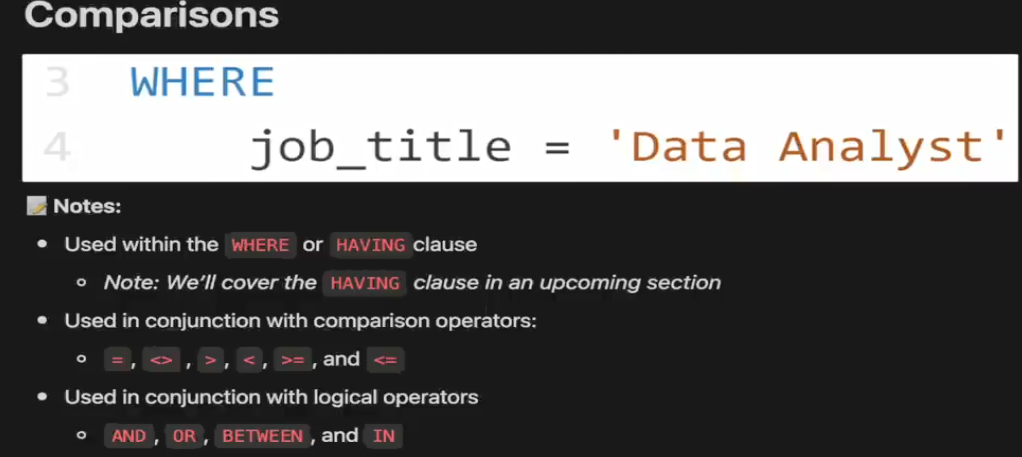 Comparisons
3 WHERE
4 job_title = 'Data Analyst'
📝 Notes:
• Used within the WHERE or HAVING clause
○ Note: We'll cover the HAVING clause in an upcoming section
• Used in conjunction with comparison operators:
○ =, <>, >, <, >=, and <=
• Used in conjunction with logical operators
○ AND, OR, BETWEEN, and IN